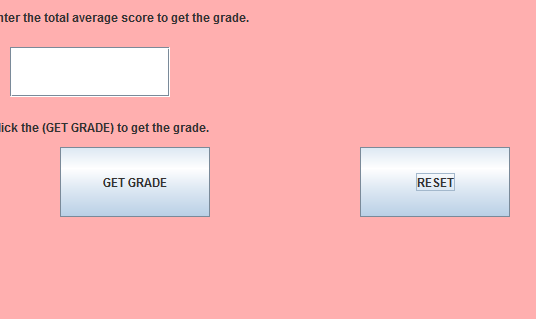 nter the total average score to get the grade.
lick the (GET GRADE) to get the grade.
GET GRADE
RESET